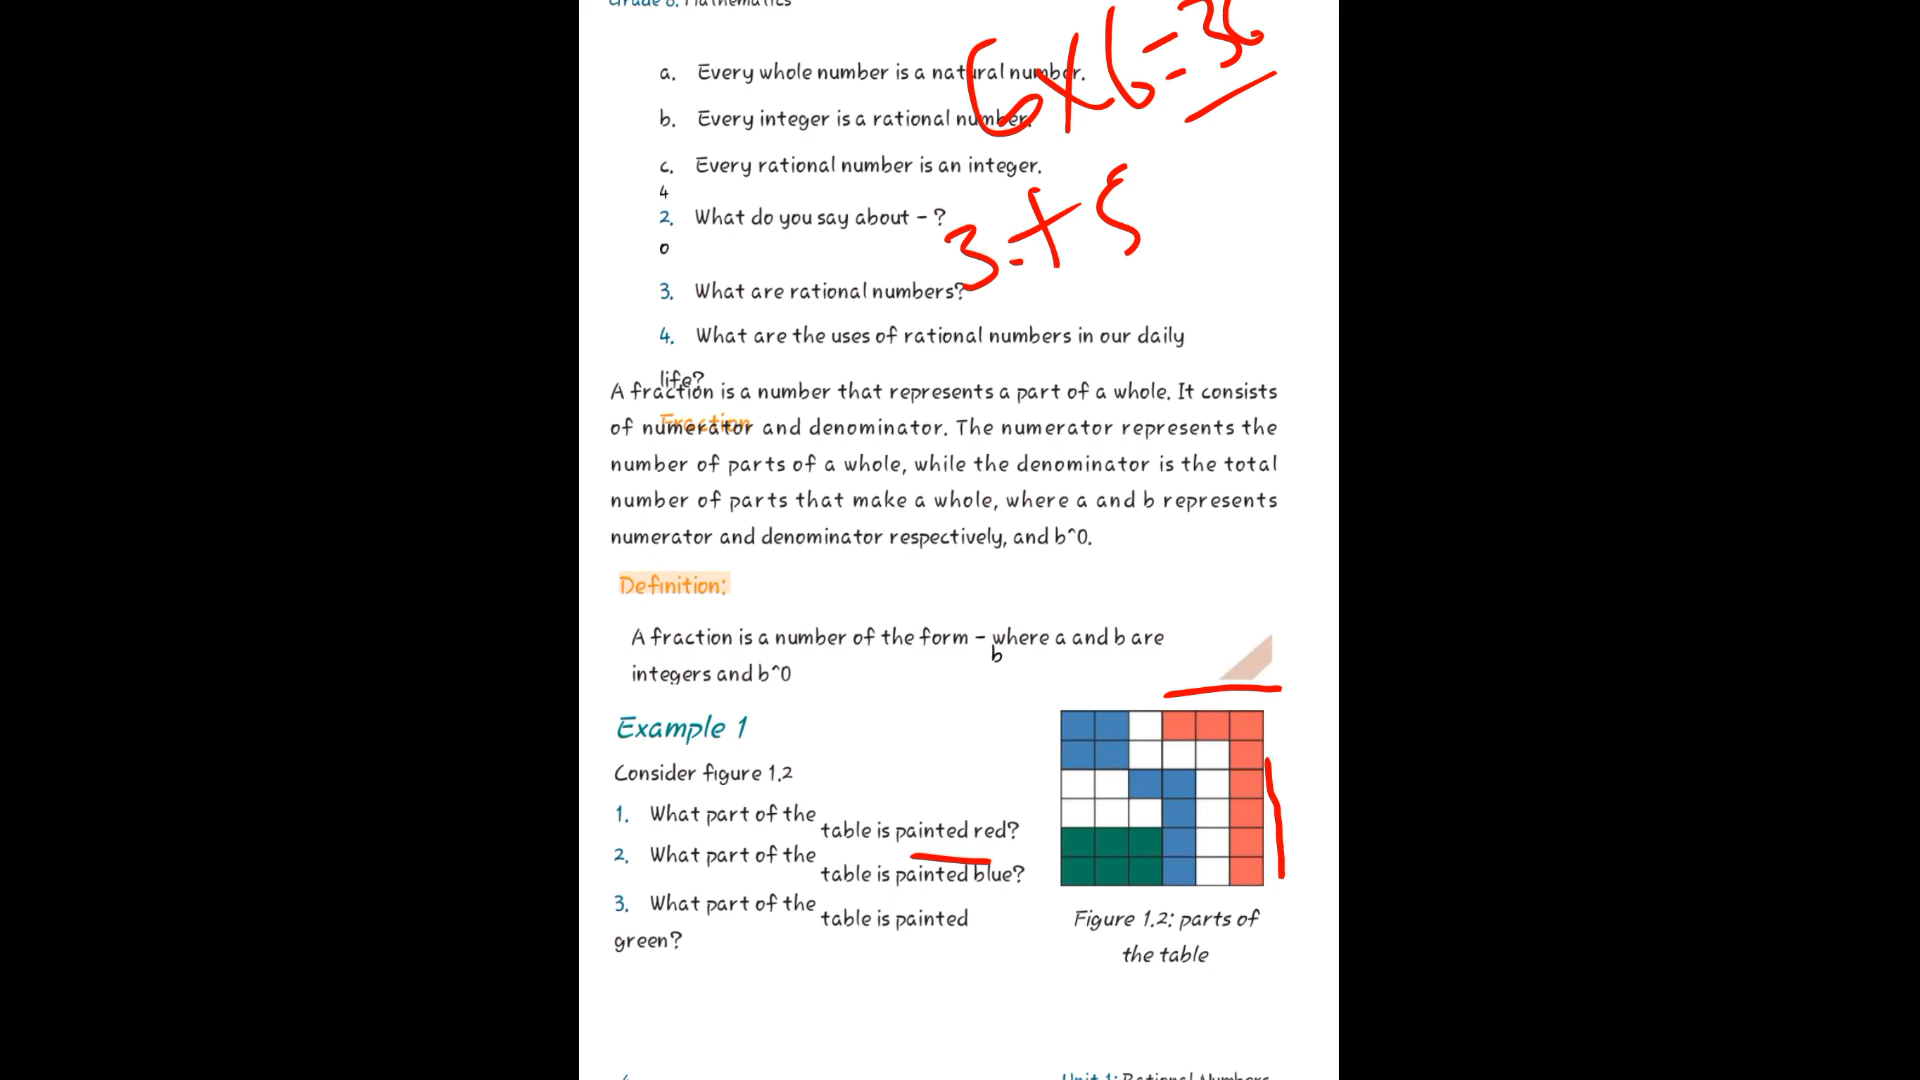 Grade 8: Mathematics
6x6=36
a. Every whole number is a natural number.
b. Every integer is a rational number.
c. Every rational number is an integer.
4
2. What do you say about - ?
0
3.+5
3. What are rational numbers?
4. What are the uses of rational numbers in our daily
life?
A fraction is a number that represents a part of a whole. It consists
Fraction
of numerator and denominator. The numerator represents the
number of parts of a whole, while the denominator is the total
number of parts that make a whole, where a and b represents
numerator and denominator respectively, and b^0.
Definition:
A fraction is a number of the form - where a and b are
b
integers and b^0
Example 1
Consider figure 1.2
1. What part of the
table is painted red?
2. What part of the
table is painted blue?
3. What part of the
table is painted
green?
Figure 1.2: parts of
the table
Unit 1: Rational Numbers